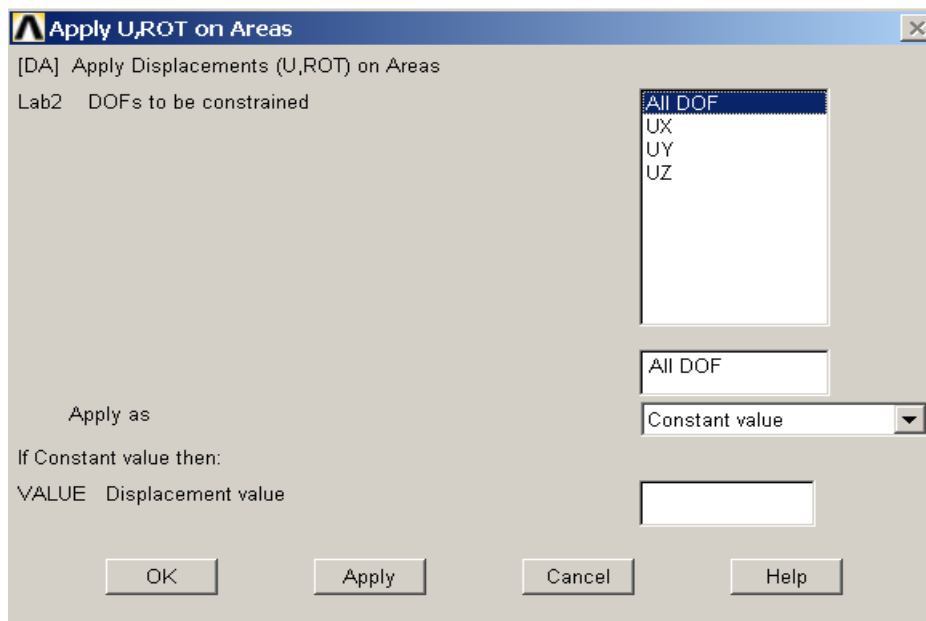 Apply U,ROT on Areas
[DA] Apply Displacements (U,ROT) on Areas
Lab2 DOFs to be constrained
All DOF
UX
UY
UZ
All DOF
Apply as
Constant value
If Constant value then:
VALUE Displacement value
OK Apply Cancel Help